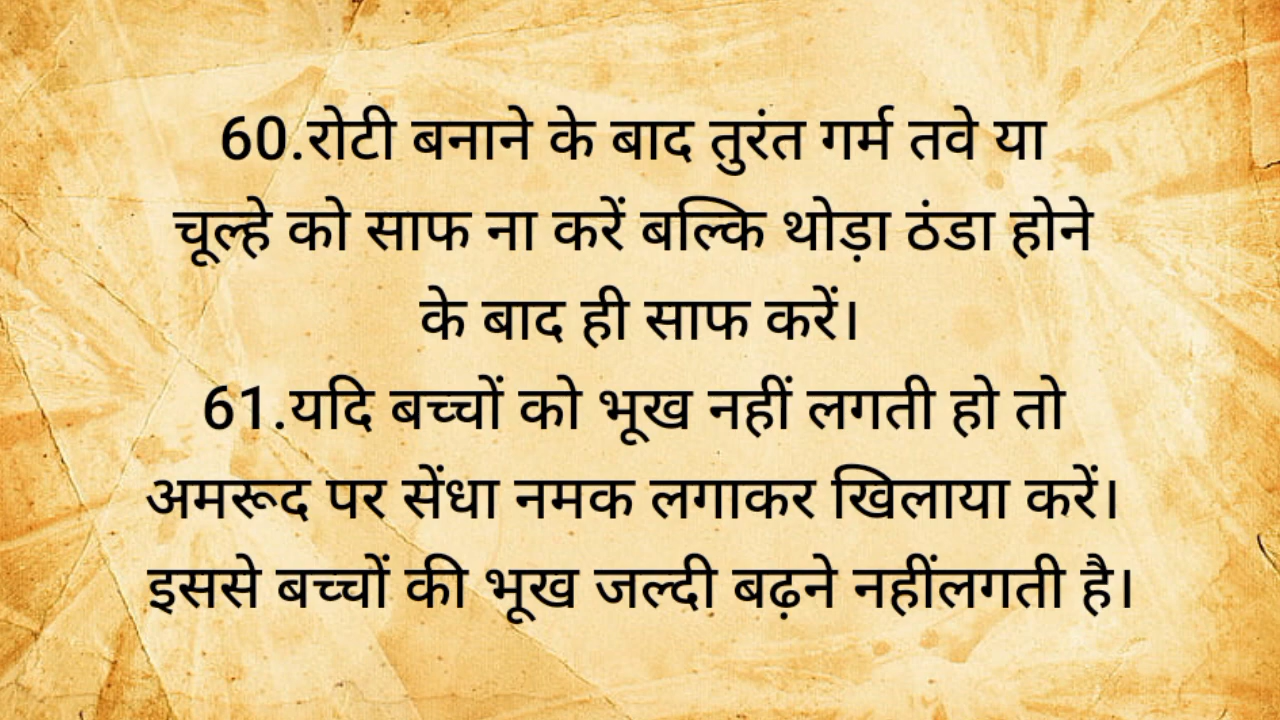 60.रोटी बनाने के बाद तुरंत गर्म तवे या
चूल्हे को साफ ना करें बल्कि थोड़ा ठंडा होने
के बाद ही साफ करें।
61.यदि बच्चों को भूख नहीं लगती हो तो
अमरूद पर सेंधा नमक लगाकर खिलाया करें।
इससे बच्चों की भूख जल्दी बढ़ने नहींलगती है।